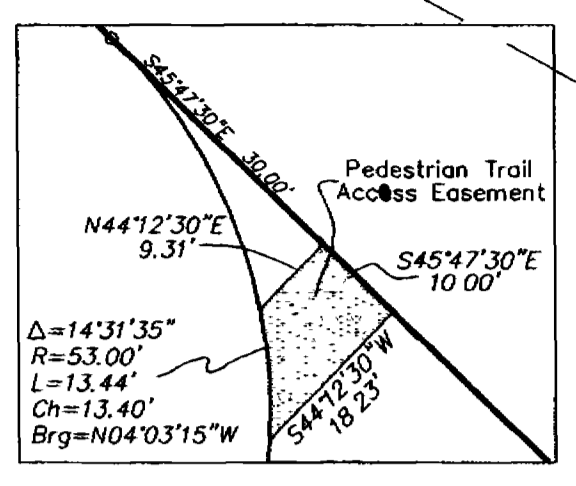 S45°47'30"E 30.00'
Pedestrian Trail
Access Easement
N44°12'30"E
9.31'
S45°47'30"E
10 00'
Δ=14°31'35"
R=53.00'
L=13.44'
Ch=13.40'
Brg=N04°03'15"W
S44°12'30"W
18 23'